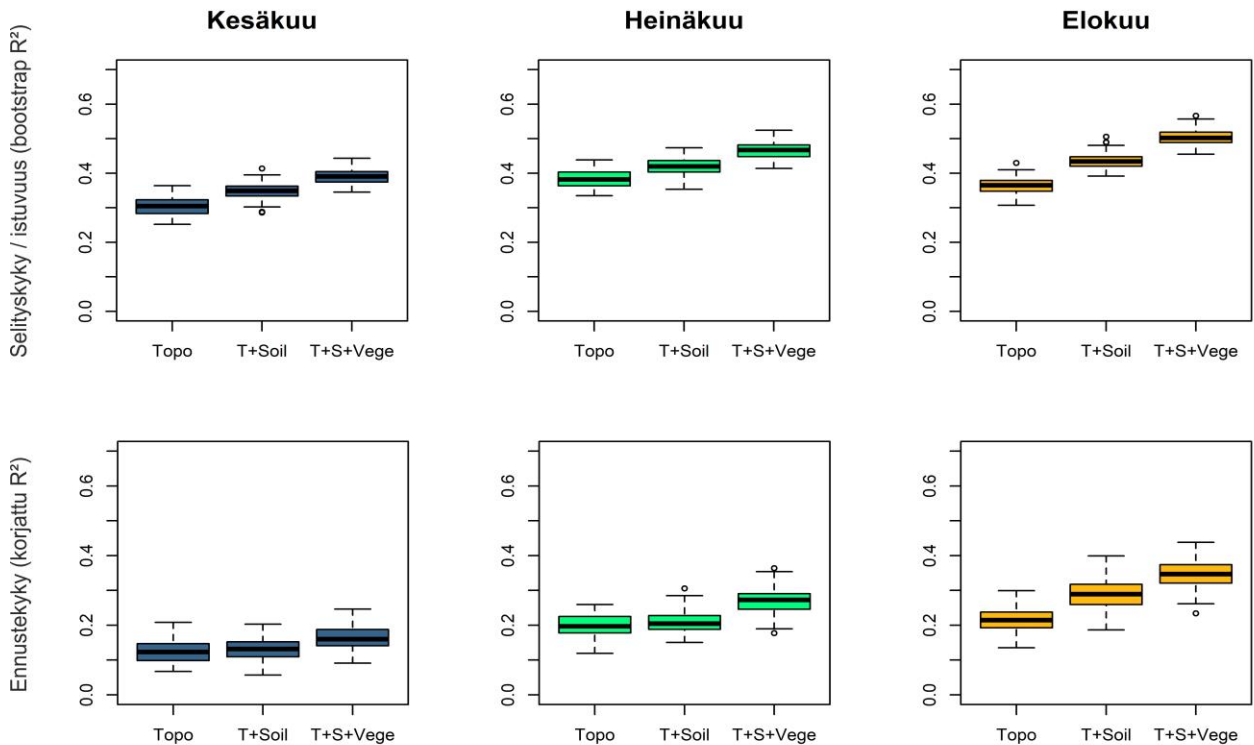 Kesäkuu Heinäkuu Elokuu
Selityskyky / istuvuus (bootstrap R²)
0.6 0.6 0.6
0.4 0.4 0.4
0.2 0.2 0.2
0.0 0.0 0.0
Topo T+Soil T+S+Vege Topo T+Soil T+S+Vege Topo T+Soil T+S+Vege
Ennustekyky (korjattu R²)
0.6 0.6 0.6
0.4 0.4 0.4
0.2 0.2 0.2
0.0 0.0 0.0
Topo T+Soil T+S+Vege Topo T+Soil T+S+Vege Topo T+Soil T+S+Vege